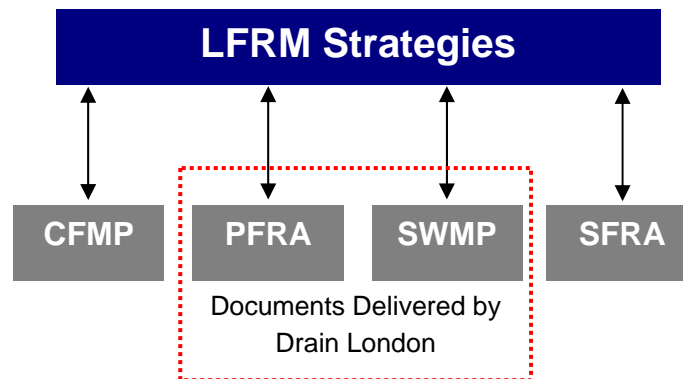 LFRM Strategies
CFMP PFRA SWMP SFRA
Documents Delivered by
Drain London